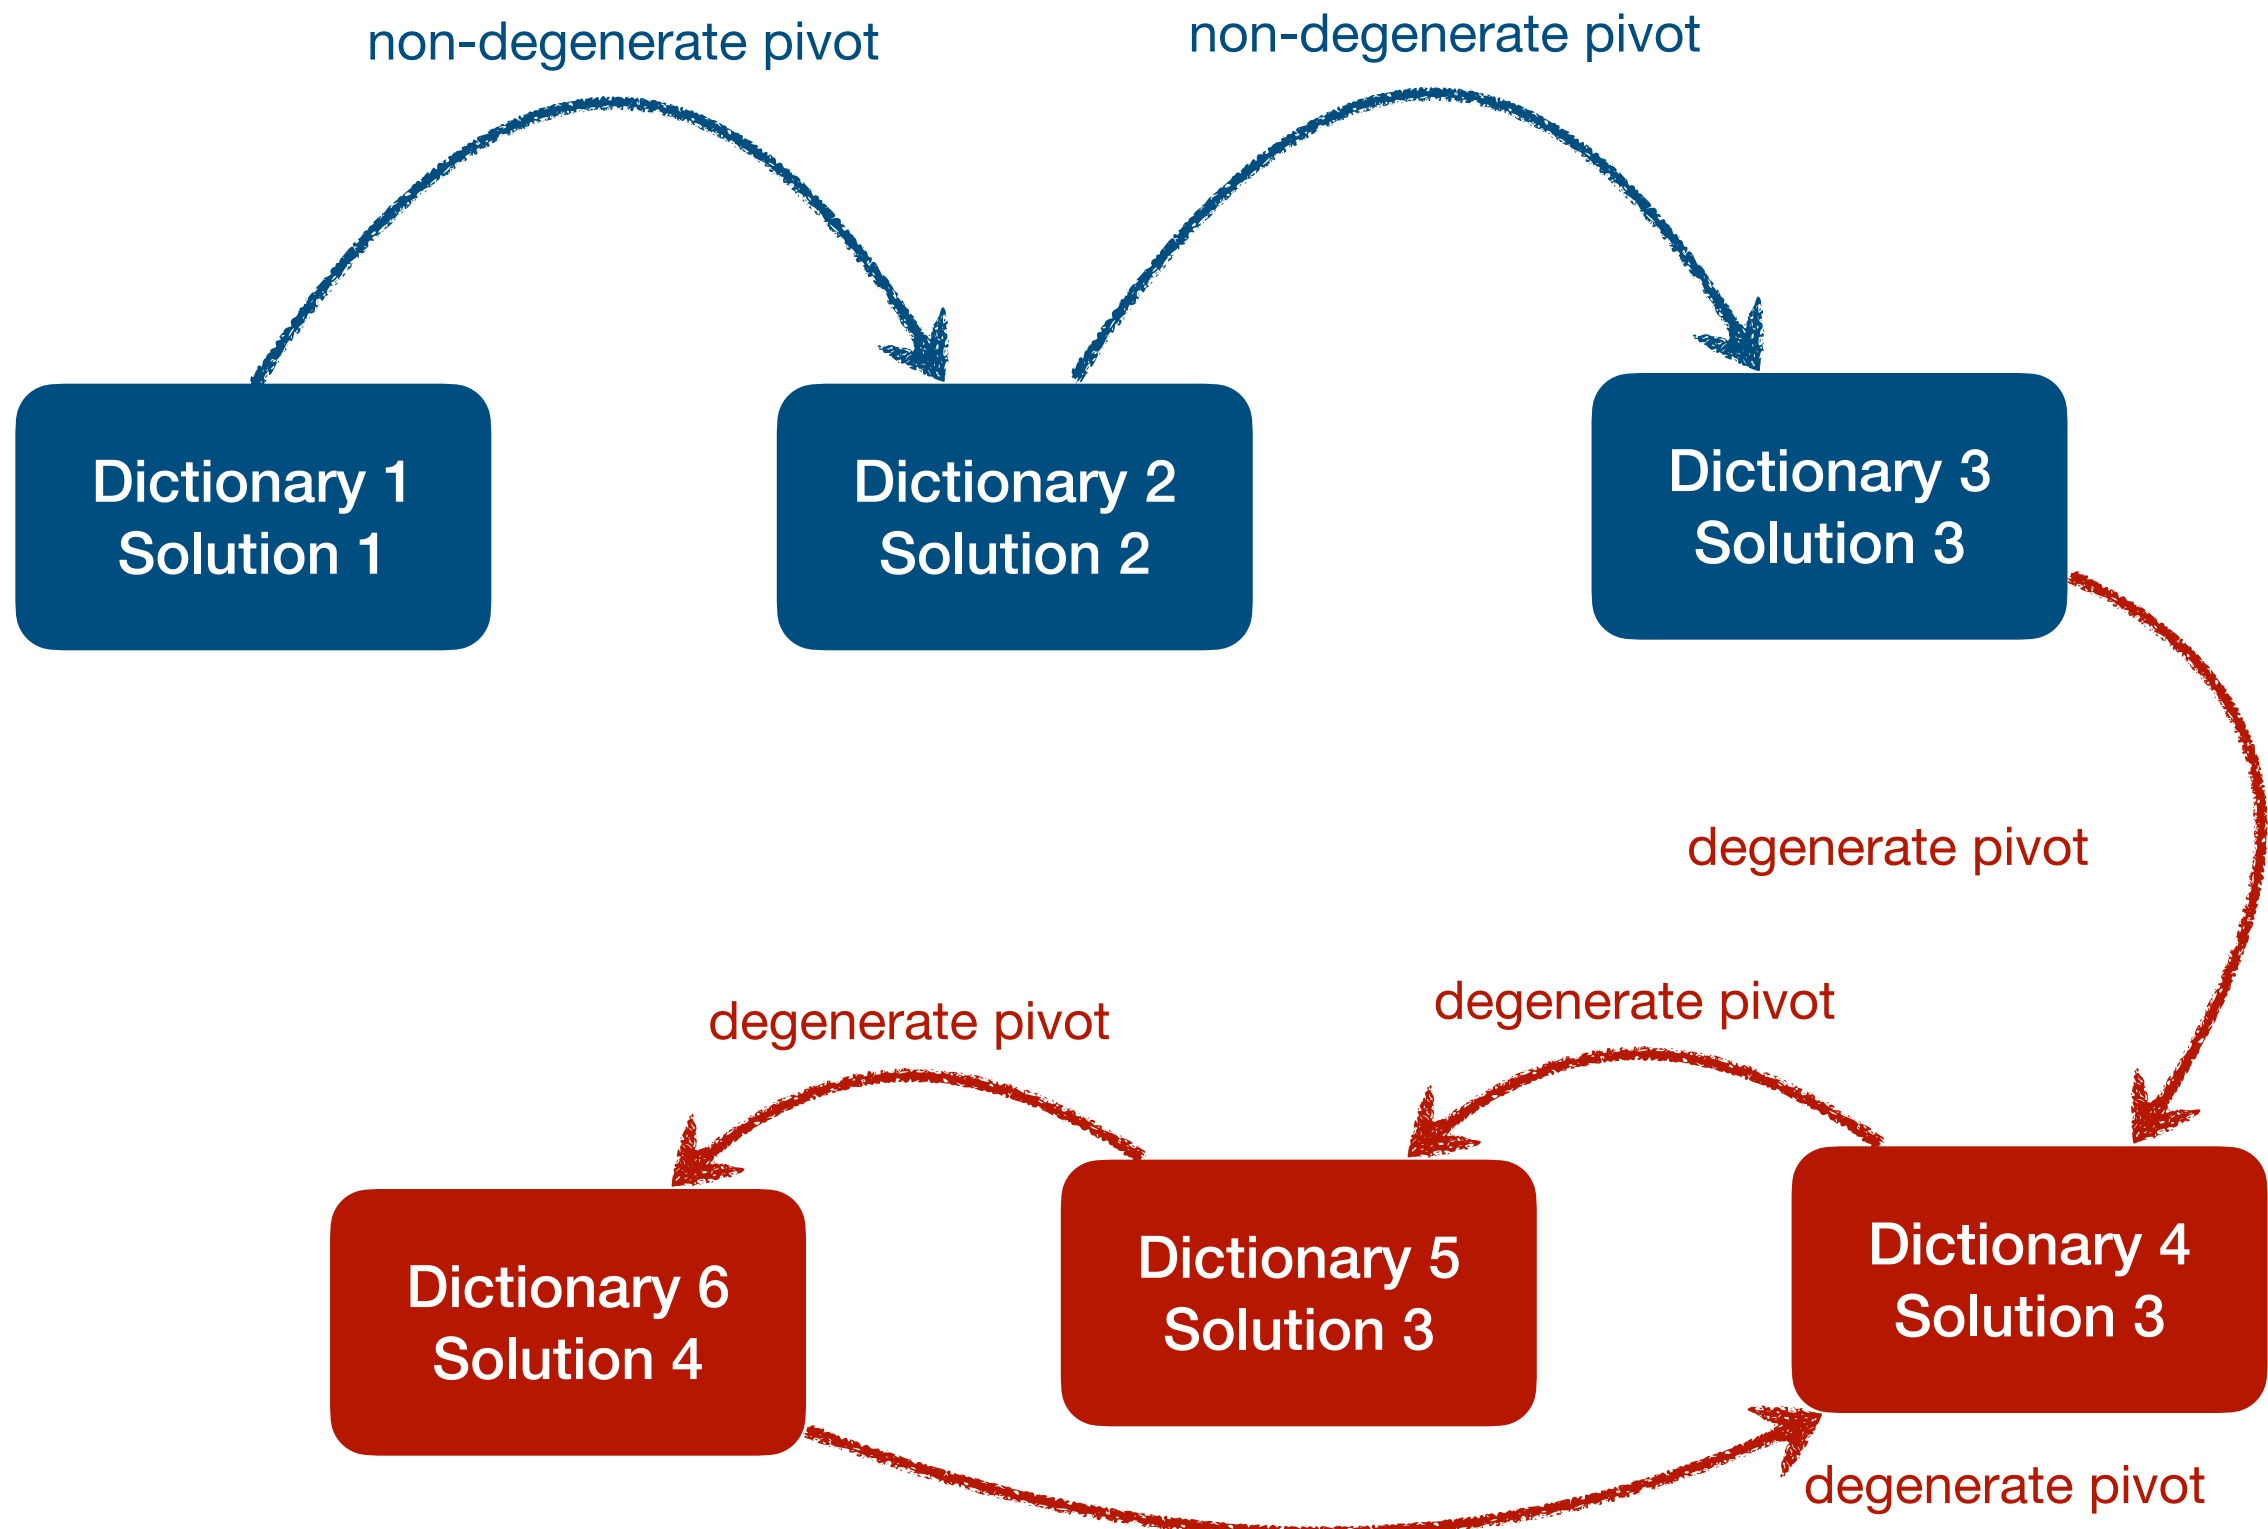 non-degenerate pivot
non-degenerate pivot
Dictionary 1
Solution 1
Dictionary 2
Solution 2
Dictionary 3
Solution 3
degenerate pivot
degenerate pivot
degenerate pivot
Dictionary 6
Solution 4
Dictionary 5
Solution 3
Dictionary 4
Solution 3
degenerate pivot